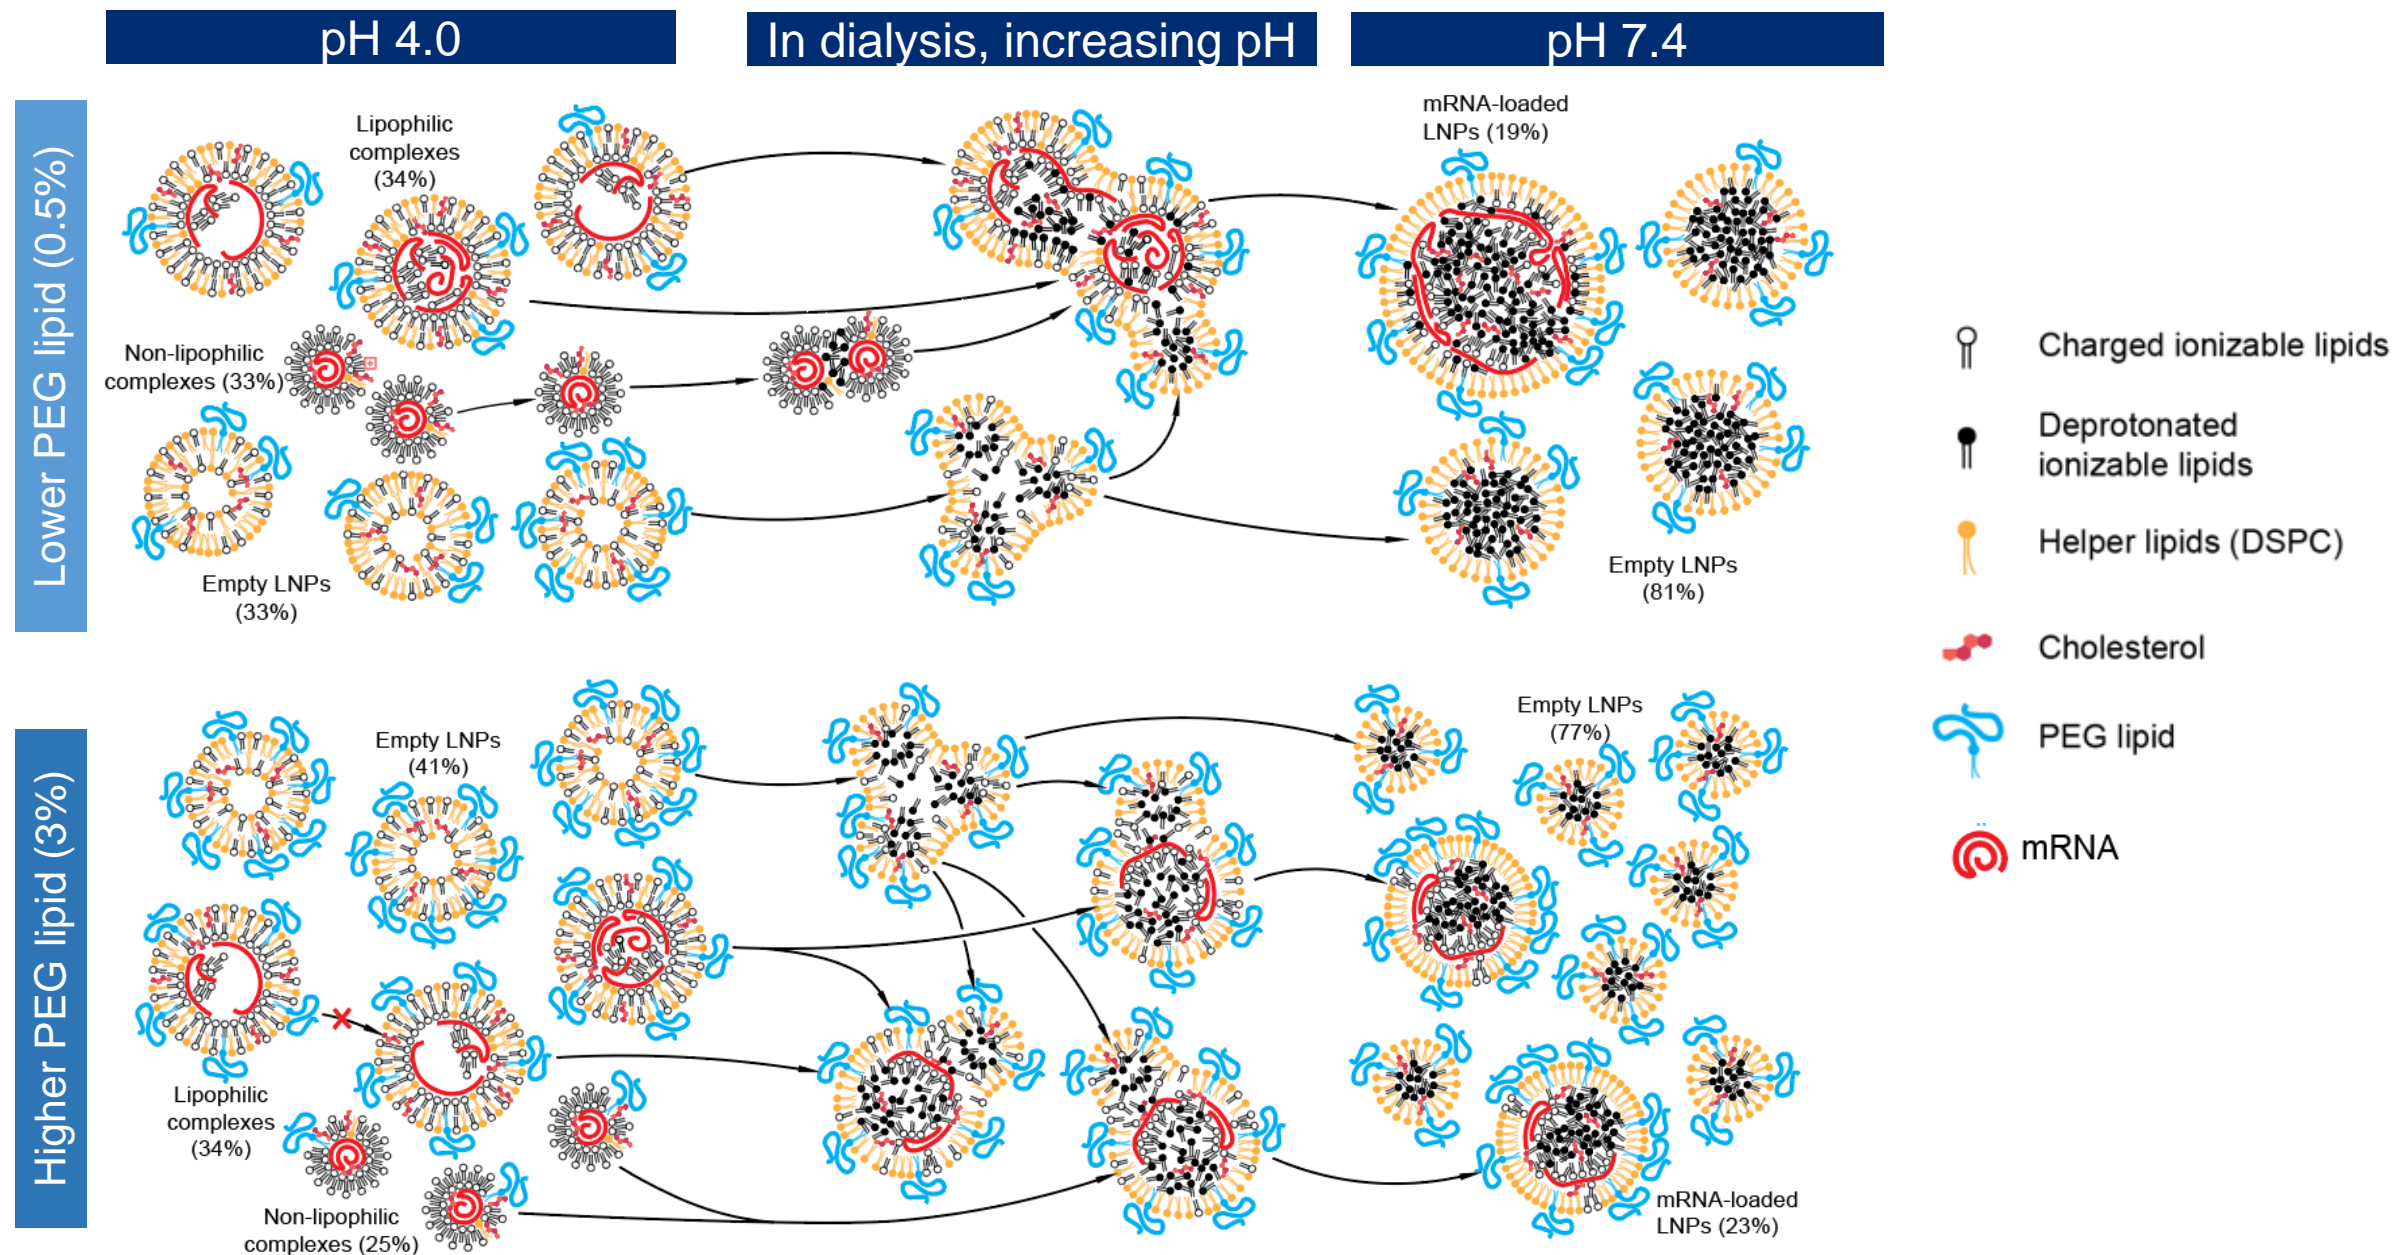 pH 4.0
In dialysis, increasing pH
pH 7.4
Lower PEG lipid (0.5%)
Lipophilic
complexes
(34%)
Non-lipophilic
complexes (33%)
Empty LNPs
(33%)
mRNA-loaded
LNPs (19%)
Empty LNPs
(81%)
Charged ionizable lipids
Deprotonated
ionizable lipids
Helper lipids (DSPC)
Cholesterol
PEG lipid
mRNA
Higher PEG lipid (3%)
Empty LNPs
(41%)
Lipophilic
complexes
(34%)
Non-lipophilic
complexes (25%)
Empty LNPs
(77%)
mRNA-loaded
LNPs (23%)